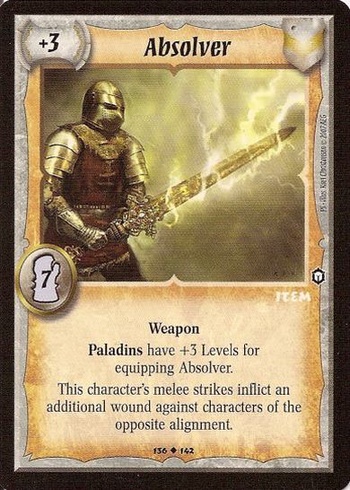 +3
Absolver
7
ITEM
Weapon
Paladins have +3 Levels for
equipping Absolver.
This character's melee strikes inflict an
additional wound against characters of the
opposite alignment.
136 ◆ 142